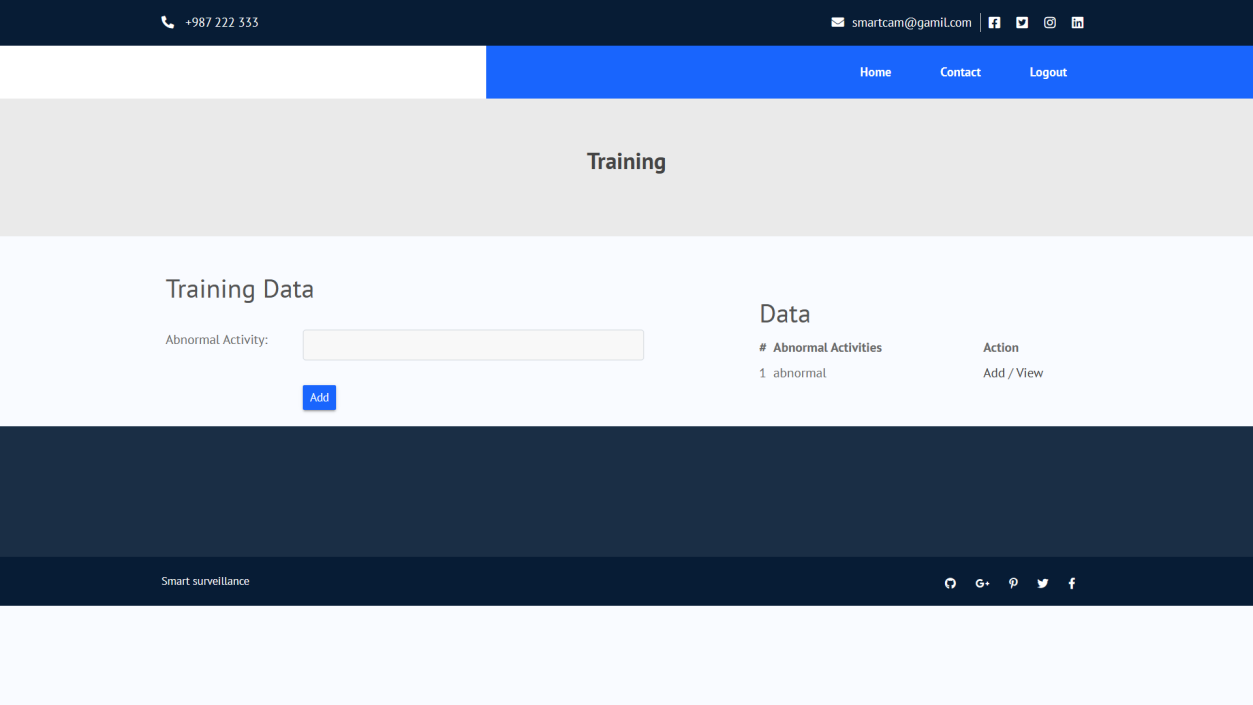 +987 222 333
smartcam@gamil.com
Home Contact Logout
Training
Training Data
Abnormal Activity:
Add
Data
# Abnormal Activities Action
1 abnormal Add / View
Smart surveillance